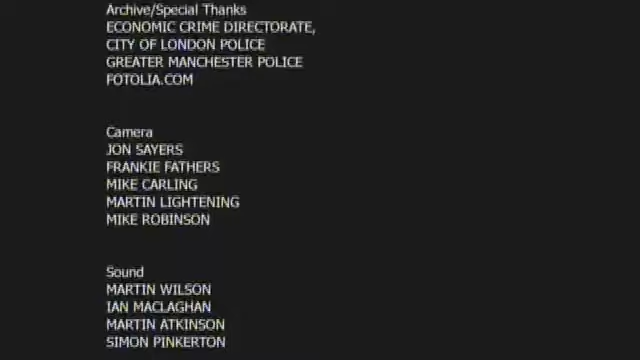 Archive/Special Thanks
ECONOMIC CRIME DIRECTORATE,
CITY OF LONDON POLICE
GREATER MANCHESTER POLICE
FOTOLIA.COM
Camera
JON SAYERS
FRANKIE FATHERS
MIKE CARLING
MARTIN LIGHTENING
MIKE ROBINSON
Sound
MARTIN WILSON
IAN MACLAGHAN
MARTIN ATKINSON
SIMON PINKERTON